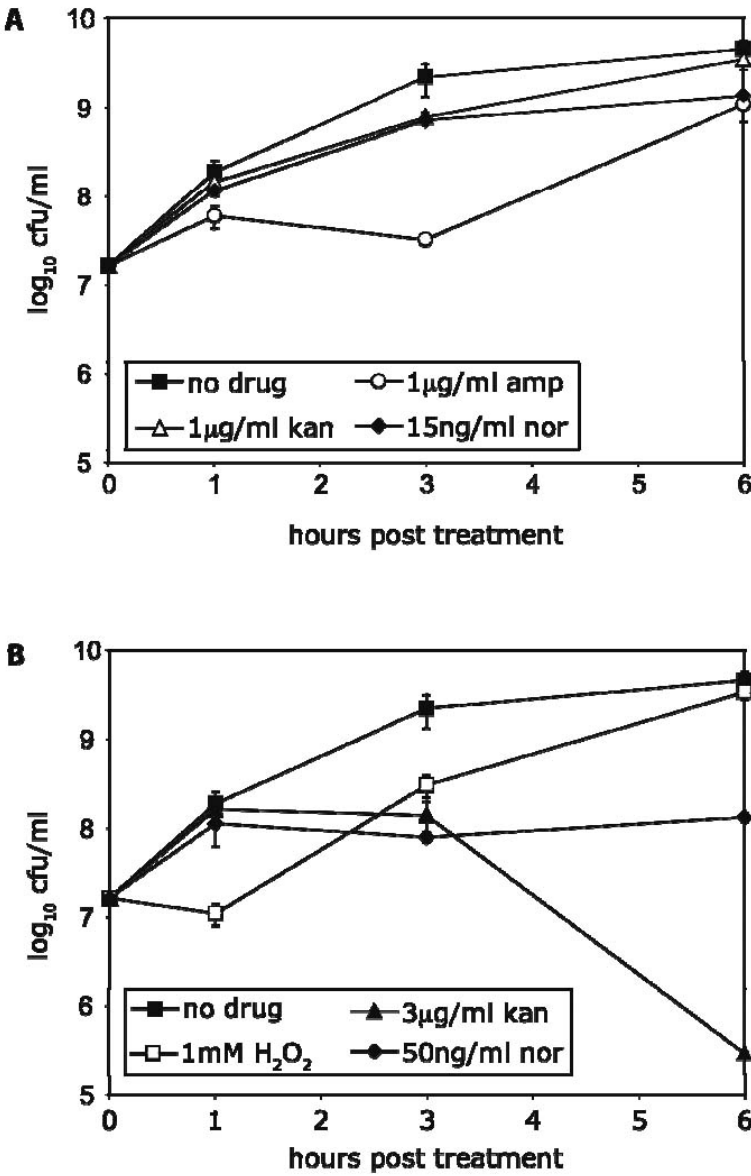 A
10
9
8
7
6
5
log₁₀ cfu/ml
no drug
1µg/ml amp
1µg/ml kan
15ng/ml nor
0 1 2 3 4 5 6
hours post treatment
B
10
9
8
7
6
5
log₁₀ cfu/ml
no drug
3µg/ml kan
1mM H₂O₂
50ng/ml nor
0 1 2 3 4 5 6
hours post treatment